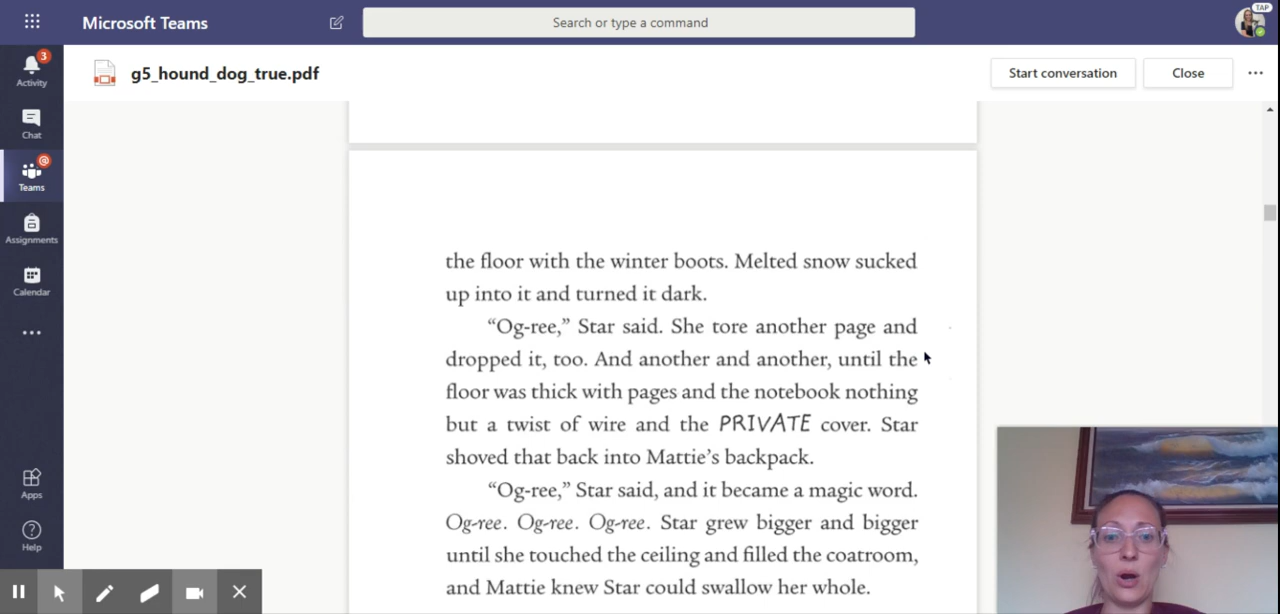 Microsoft Teams
Search or type a command
TAP
3
Activity
g5_hound_dog_true.pdf
Start conversation
Close
Chat
@
Teams
Assignments
Calendar
Apps
Help
the floor with the winter boots. Melted snow sucked
up into it and turned it dark.
“Og-ree,” Star said. She tore another page and
dropped it, too. And another and another, until the
floor was thick with pages and the notebook nothing
but a twist of wire and the PRIVATE cover. Star
shoved that back into Mattie’s backpack.
“Og-ree,” Star said, and it became a magic word.
Og-ree. Og-ree. Og-ree. Star grew bigger and bigger
until she touched the ceiling and filled the coatroom,
and Mattie knew Star could swallow her whole.